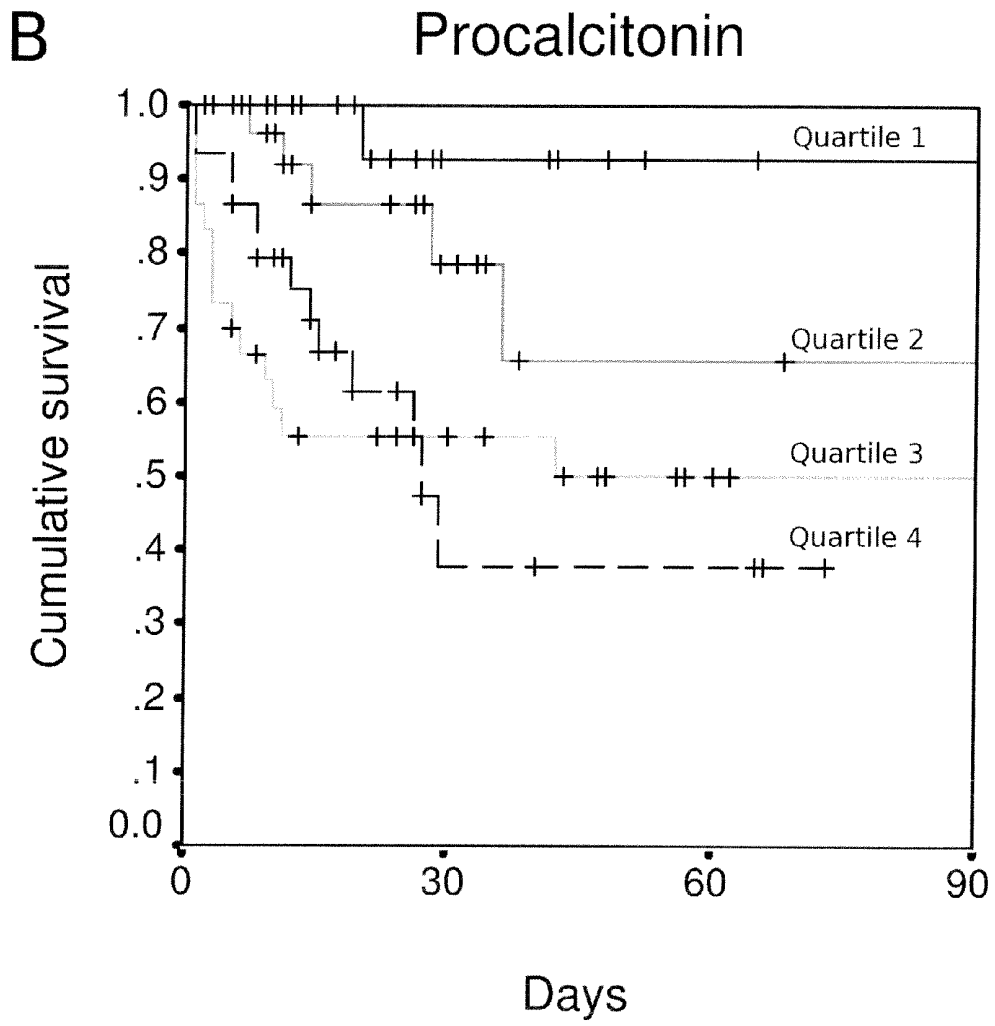 B
Procalcitonin
Cumulative survival
1.0
.9
.8
.7
.6
.5
.4
.3
.2
.1
0.0
Quartile 1
Quartile 2
Quartile 3
Quartile 4
0 30 60 90
Days